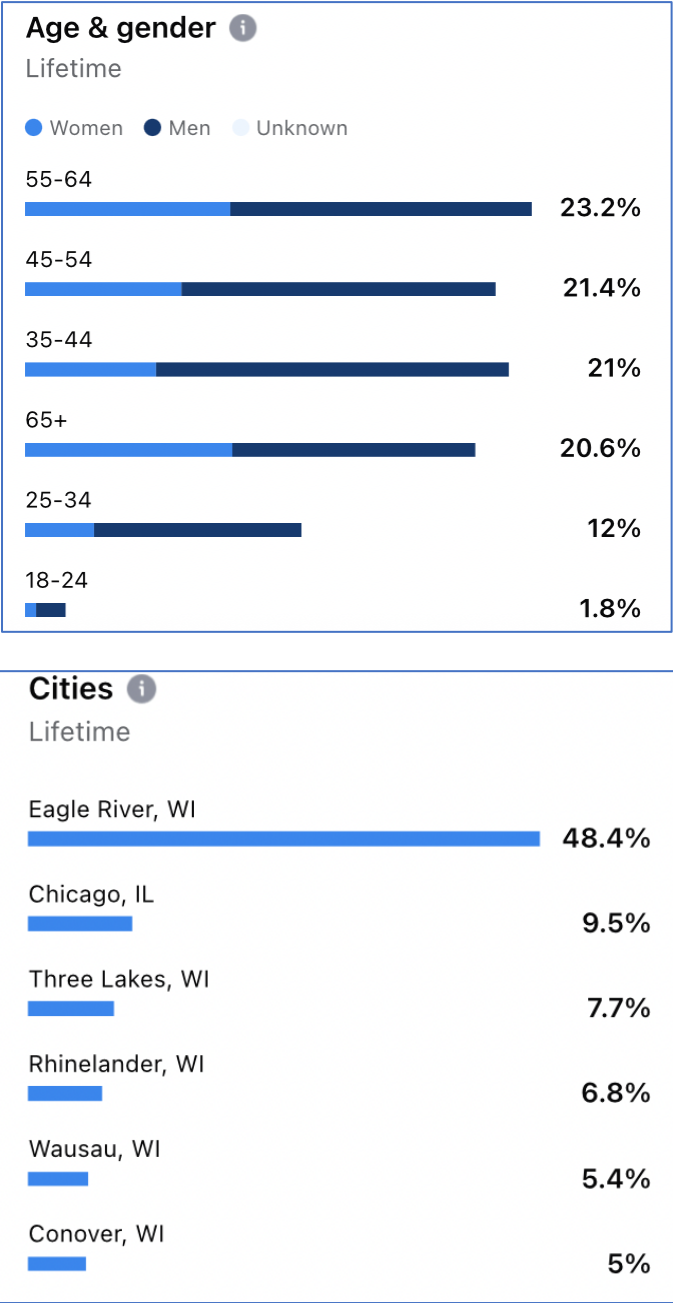 Age & gender
Lifetime
Women Men Unknown
55-64
23.2%
45-54
21.4%
35-44
21%
65+
20.6%
25-34
12%
18-24
1.8%
Cities
Lifetime
Eagle River, WI
48.4%
Chicago, IL
9.5%
Three Lakes, WI
7.7%
Rhinelander, WI
6.8%
Wausau, WI
5.4%
Conover, WI
5%